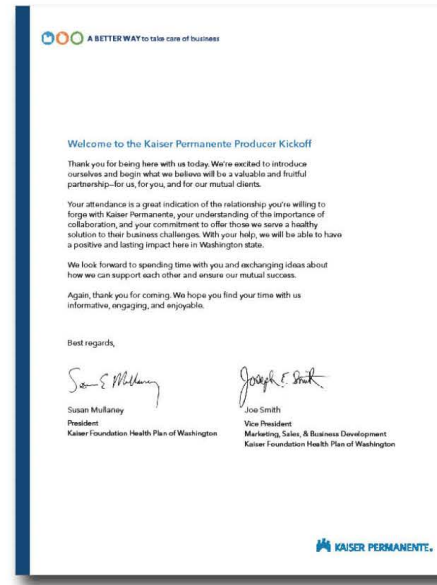 A BETTER WAY to take care of business
Welcome to the Kaiser Permanente Producer Kickoff
Thank you for being here with us today. We're excited to introduce
ourselves and begin what we believe will be a valuable and fruitful
partnership—for us, for you, and for our mutual clients.
Your attendance is a great indication of the relationship you're willing to
forge with Kaiser Permanente, your understanding of the importance of
collaboration, and your commitment to offer those we serve a healthy
solution to their business challenges. With your help, we will be able to have
a positive and lasting impact here in Washington state.
We look forward to spending time with you and exchanging ideas about
how we can support each other and ensure our mutual success.
Again, thank you for coming. We hope you find your time with us
informative, engaging, and enjoyable.
Best regards,
Susan E Mullaney
Joseph E. Smith
Susan Mullaney
Joe Smith
President
Vice President
Kaiser Foundation Health Plan of Washington
Marketing, Sales, & Business Development
Kaiser Foundation Health Plan of Washington
KAISER PERMANENTE.